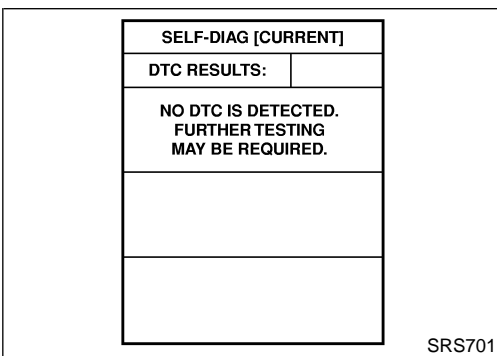 SELF-DIAG [CURRENT]
DTC RESULTS:
NO DTC IS DETECTED.
FURTHER TESTING
MAY BE REQUIRED.
SRS701